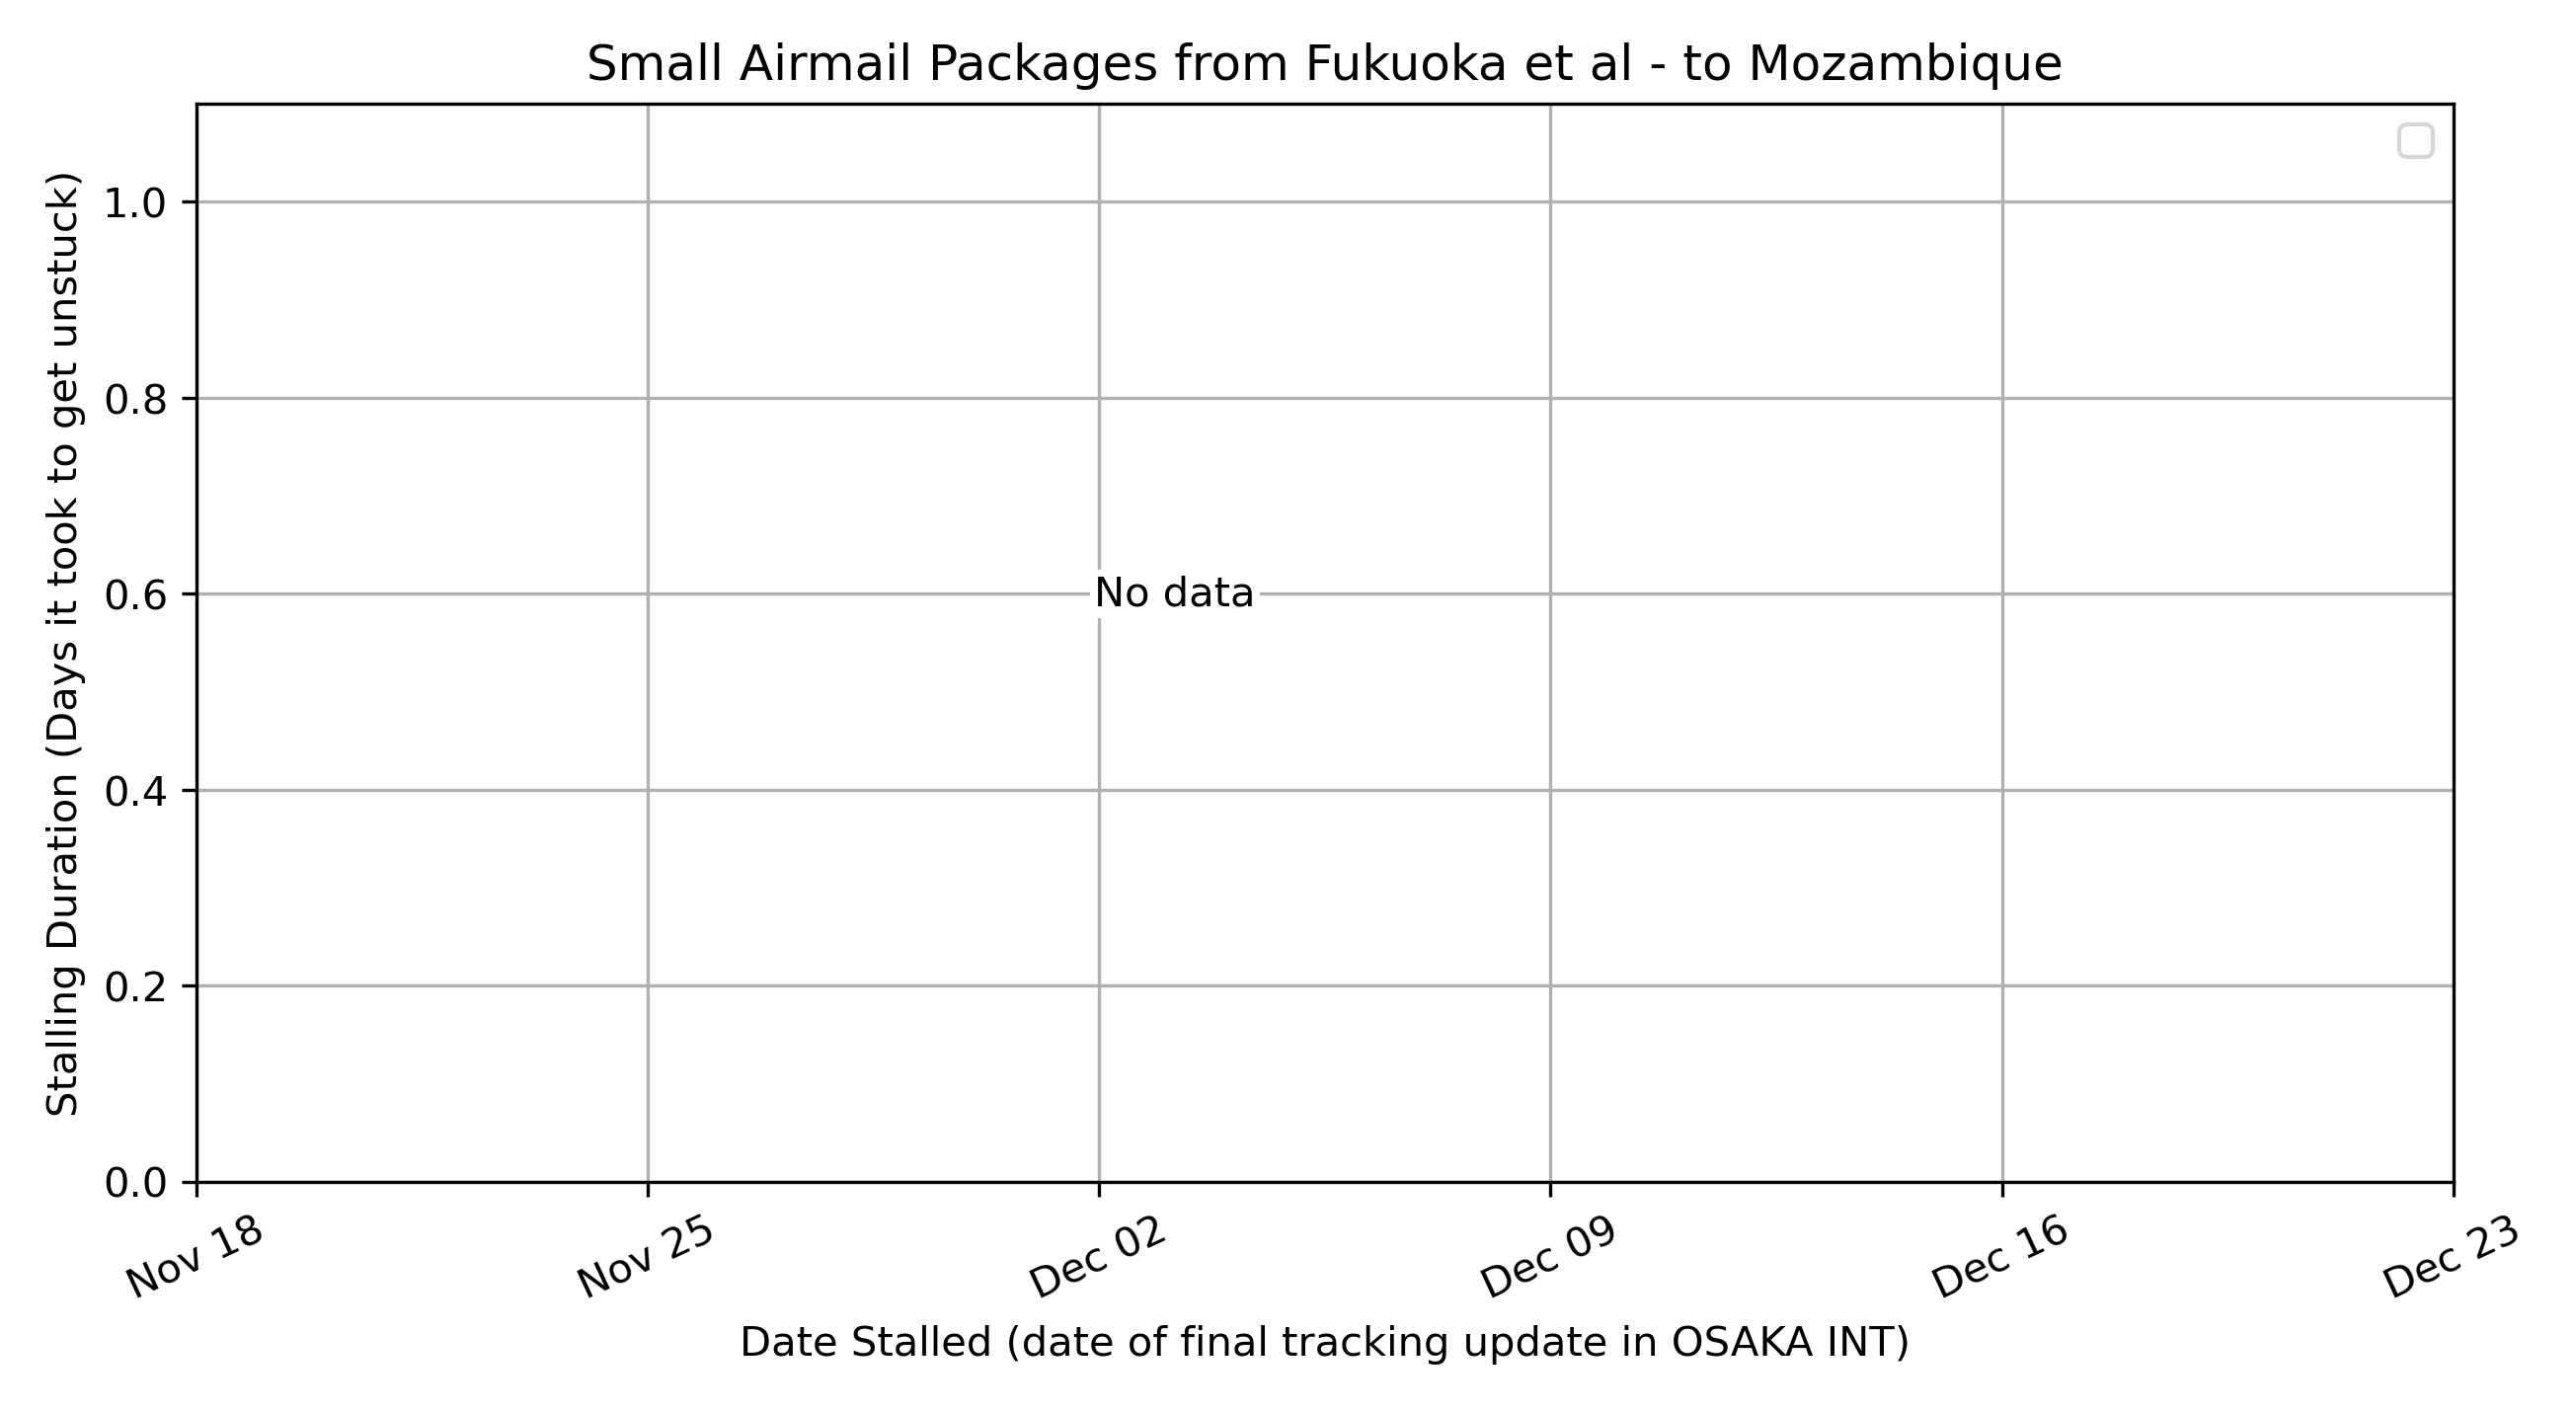 Small Airmail Packages from Fukuoka et al - to Mozambique
Stalling Duration (Days it took to get unstuck)
1.0
0.8
0.6
0.4
0.2
0.0
No data
Nov 18
Nov 25
Dec 02
Dec 09
Dec 16
Dec 23
Date Stalled (date of final tracking update in OSAKA INT)